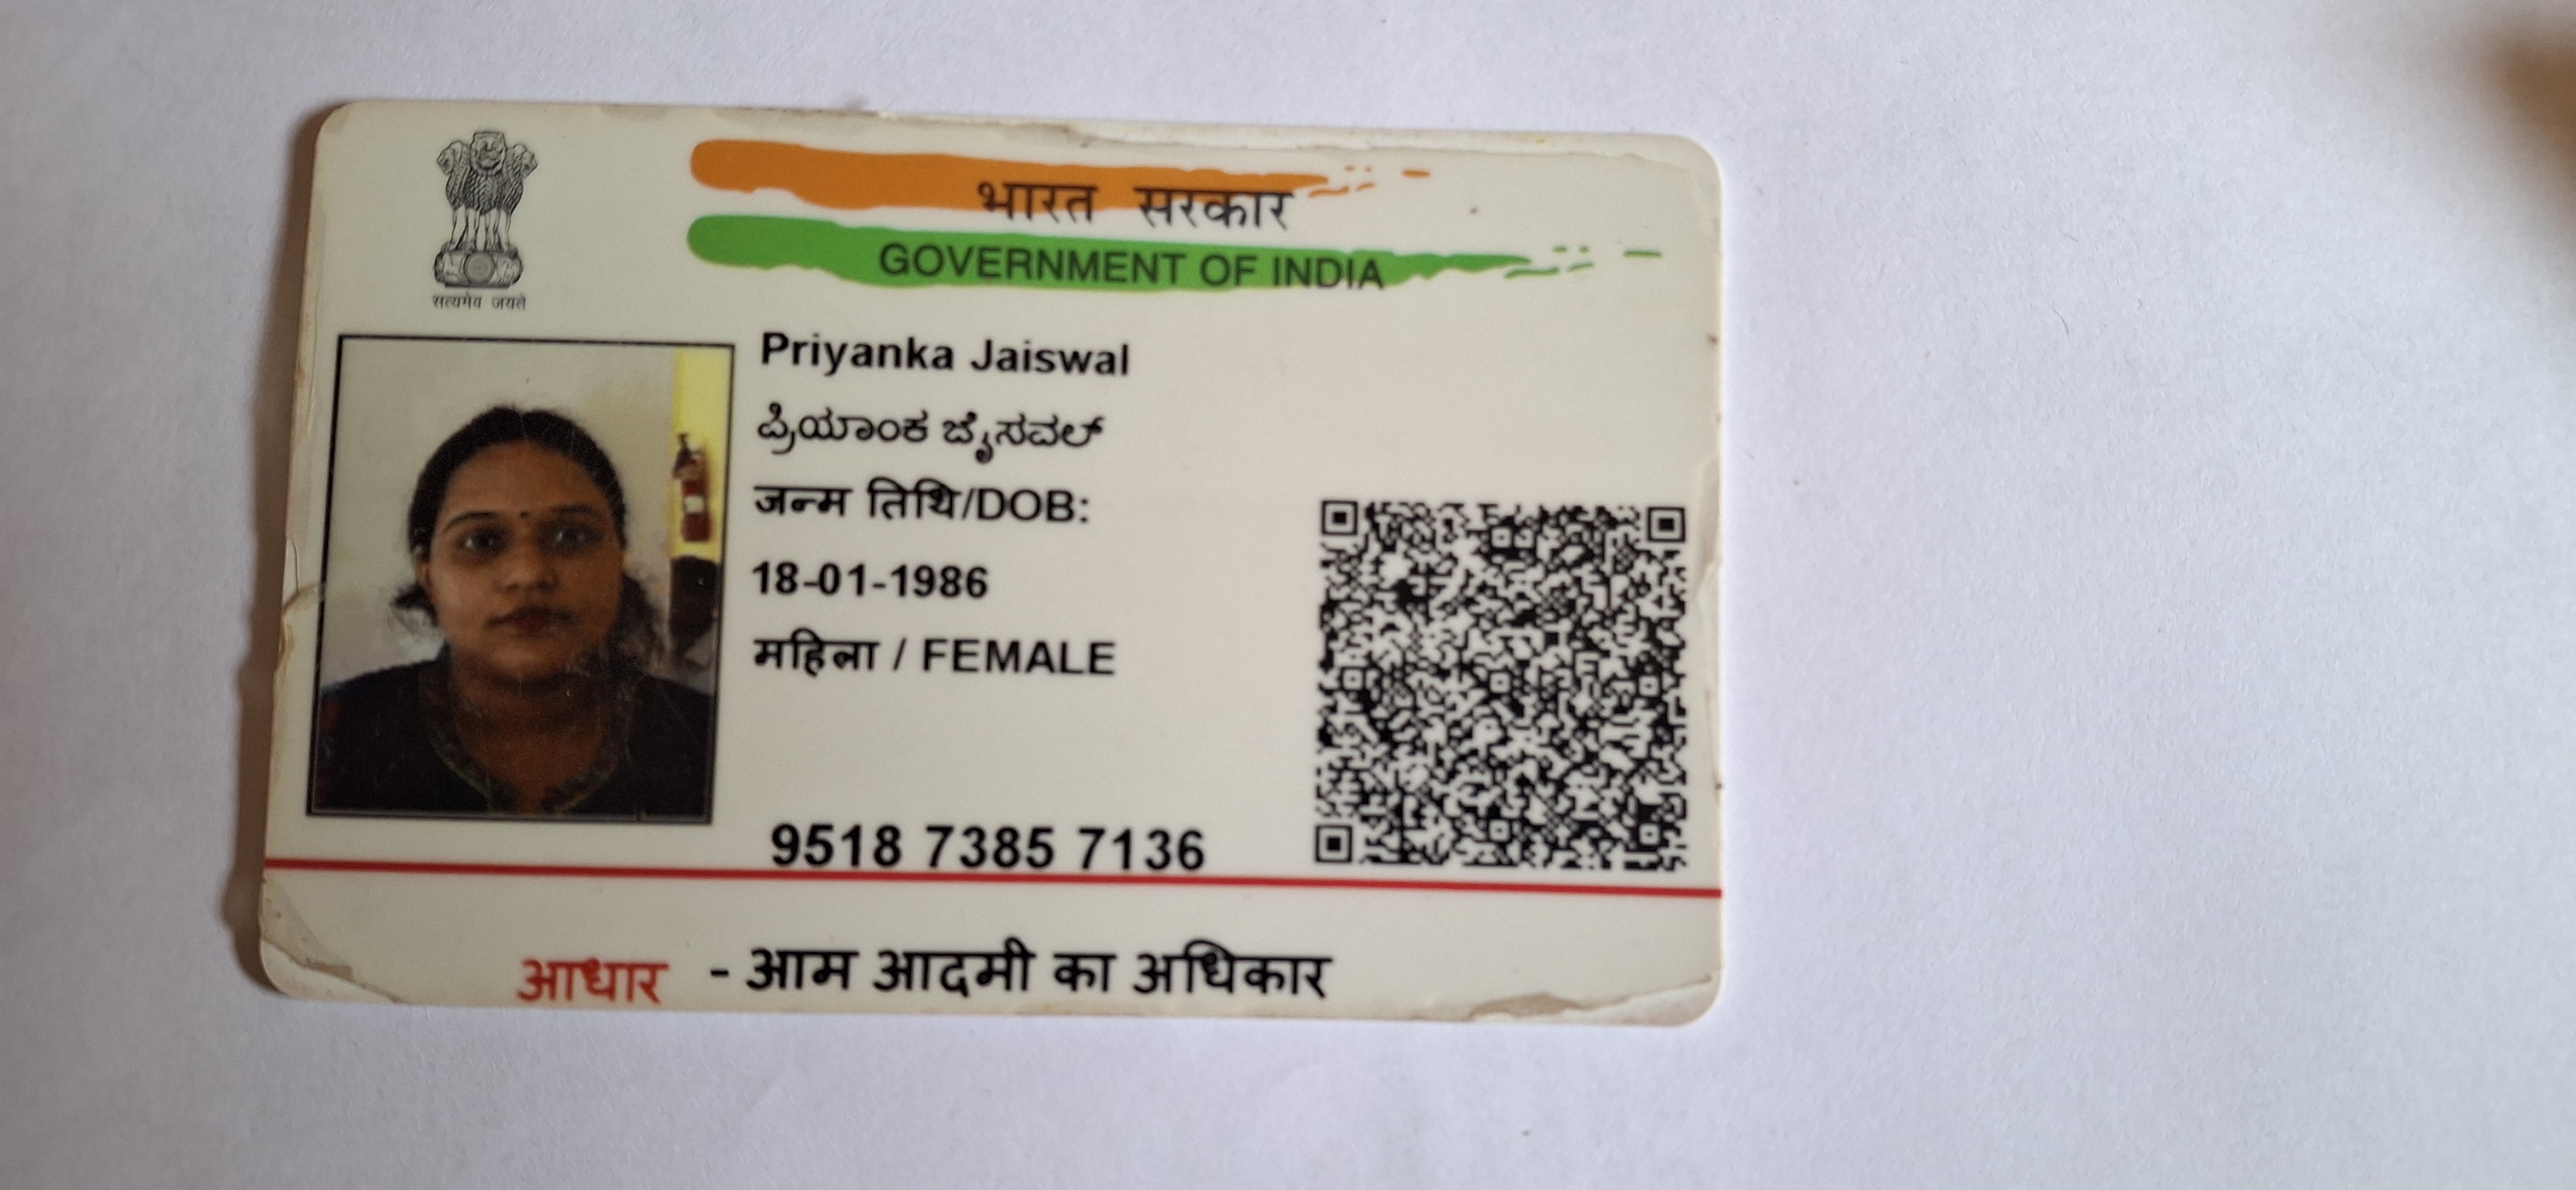 भारत सरकार
GOVERNMENT OF INDIA
सत्यमेव जयते
Priyanka Jaiswal
ಪ್ರಿಯಾಂಕ ಜೈಸವಲ್
जन्म तिथि/DOB:
18-01-1986
महिला / FEMALE
9518 7385 7136
आधार - आम आदमी का अधिकार